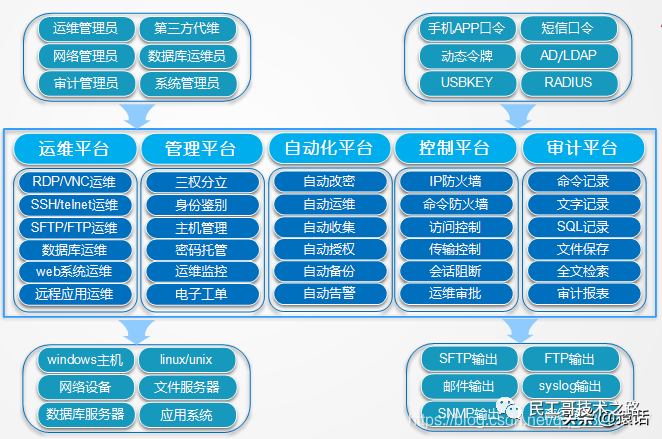 运维管理员 第三方代维
网络管理员 数据库运维员
审计管理员 系统管理员
手机APP口令 短信口令
动态令牌 AD/LDAP
USBKEY RADIUS
运维平台 管理平台 自动化平台 控制平台 审计平台
RDP/VNC运维 三权分立 自动改密 IP防火墙 命令记录
SSH/telnet运维 身份鉴别 自动运维 命令防火墙 文字记录
SFTP/FTP运维 主机管理 自动收集 访问控制 SQL记录
数据库运维 密码托管 自动授权 传输控制 文件保存
web系统运维 运维监控 自动备份 会话阻断 全文检索
远程应用运维 电子工单 自动告警 运维审批 审计报表
windows主机 linux/unix
网络设备 文件服务器
数据库服务器 应用系统
SFTP输出 FTP输出
邮件输出 syslog输出
SNMP输出
民工哥技术之路
https://blog.csdn.net/
头条@猿话